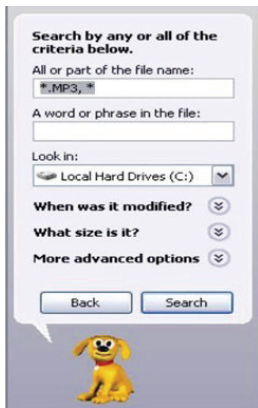 Search by any or all of the
criteria below.
All or part of the file name:
*.MP3, *
A word or phrase in the file:
Look in:
Local Hard Drives (C:)
When was it modified?
What size is it?
More advanced options
Back Search